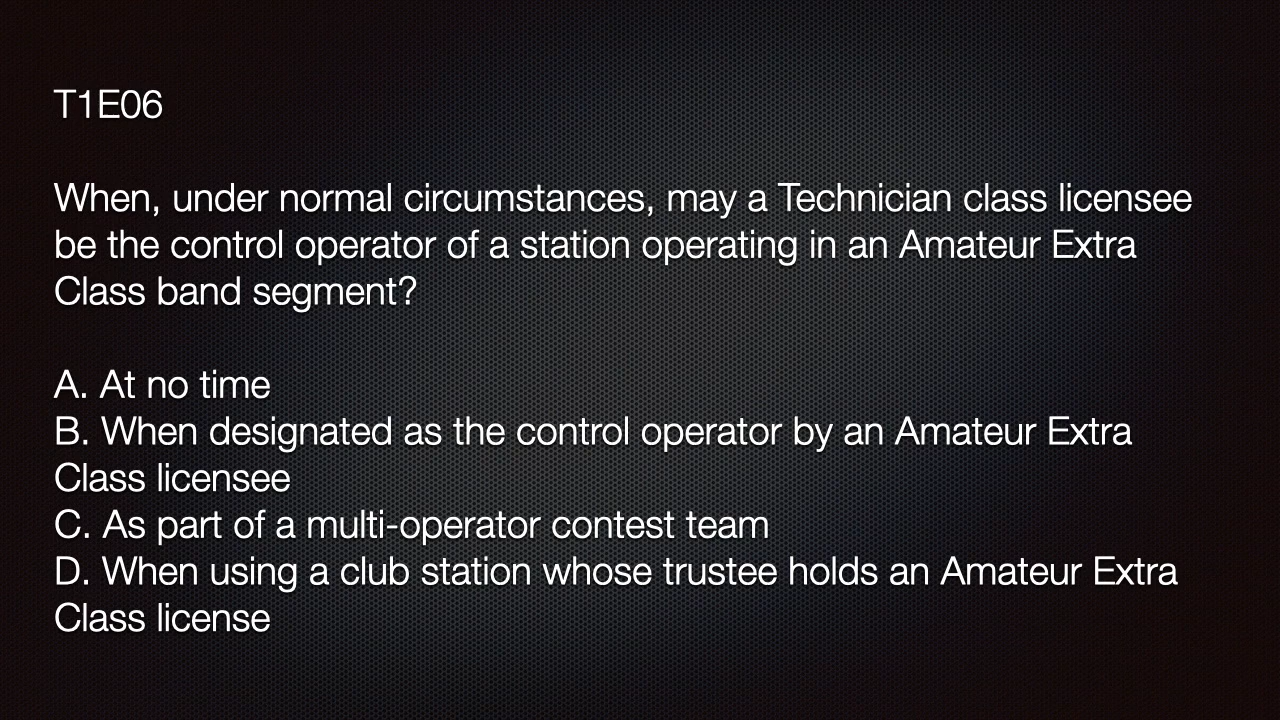 T1E06
When, under normal circumstances, may a Technician class licensee
be the control operator of a station operating in an Amateur Extra
Class band segment?
A. At no time
B. When designated as the control operator by an Amateur Extra
Class licensee
C. As part of a multi-operator contest team
D. When using a club station whose trustee holds an Amateur Extra
Class license